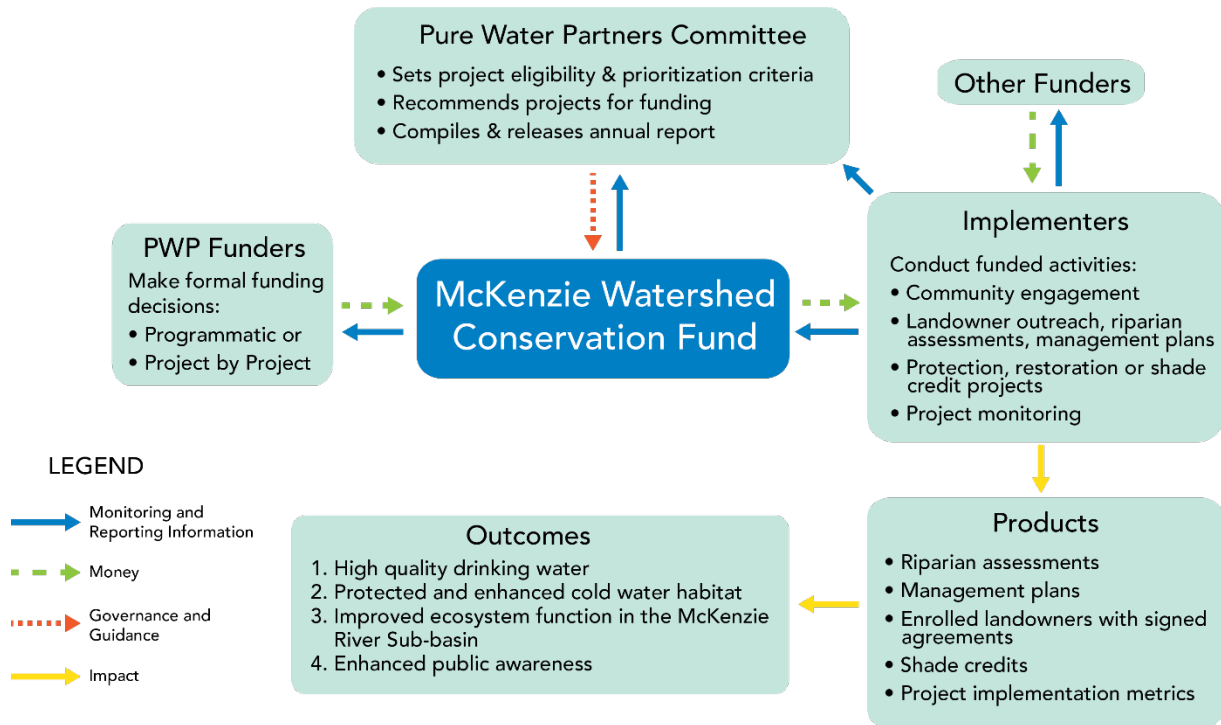 Pure Water Partners Committee
• Sets project eligibility & prioritization criteria
• Recommends projects for funding
• Compiles & releases annual report
Other Funders
PWP Funders
Make formal funding
decisions:
• Programmatic or
• Project by Project
McKenzie Watershed
Conservation Fund
Implementers
Conduct funded activities:
• Community engagement
• Landowner outreach, riparian
assessments, management plans
• Protection, restoration or shade
credit projects
• Project monitoring
LEGEND
Monitoring and
Reporting Information
Money
Governance and
Guidance
Impact
Outcomes
1. High quality drinking water
2. Protected and enhanced cold water habitat
3. Improved ecosystem function in the McKenzie
River Sub-basin
4. Enhanced public awareness
Products
• Riparian assessments
• Management plans
• Enrolled landowners with signed
agreements
• Shade credits
• Project implementation metrics